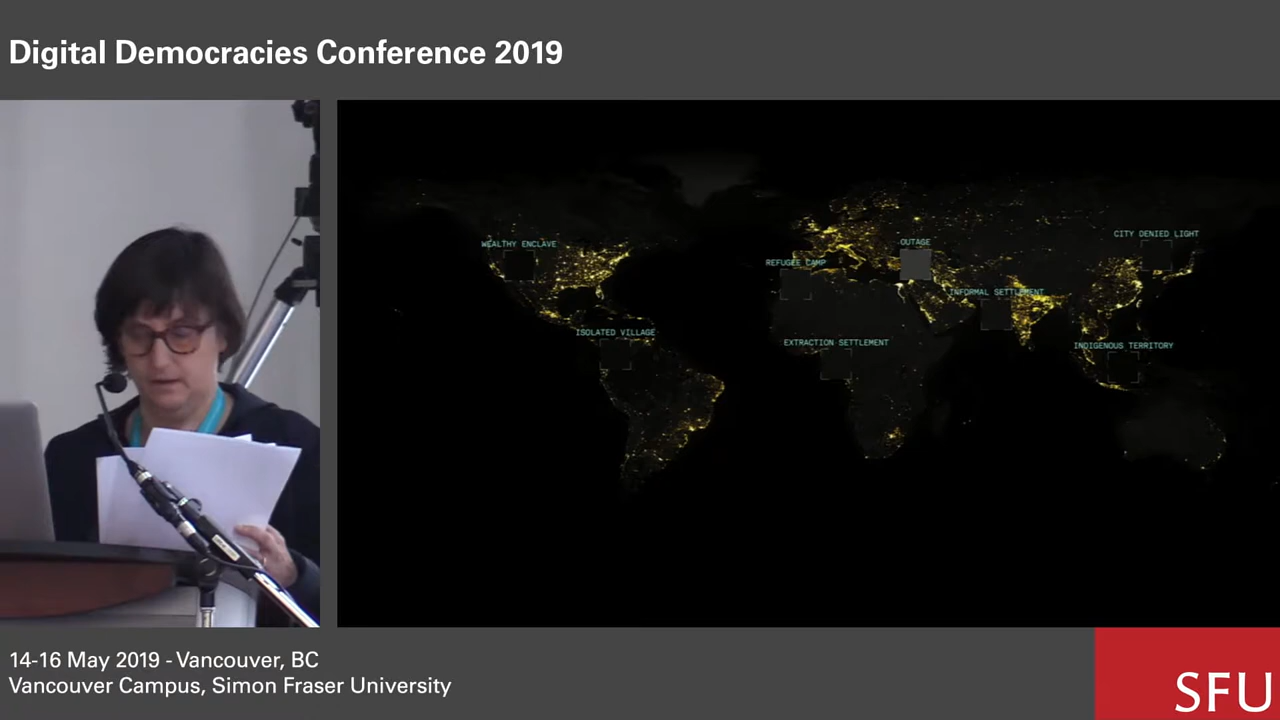 Digital Democracies Conference 2019
WEALTHY ENCLAVE
OUTAGE
CITY DENIED LIGHT
REFUGEE CAMP
INFORMAL SETTLEMENT
ISOLATED VILLAGE
EXTRACTION SETTLEMENT
INDIGENOUS TERRITORY
14-16 May 2019 - Vancouver, BC
Vancouver Campus, Simon Fraser University
SFU